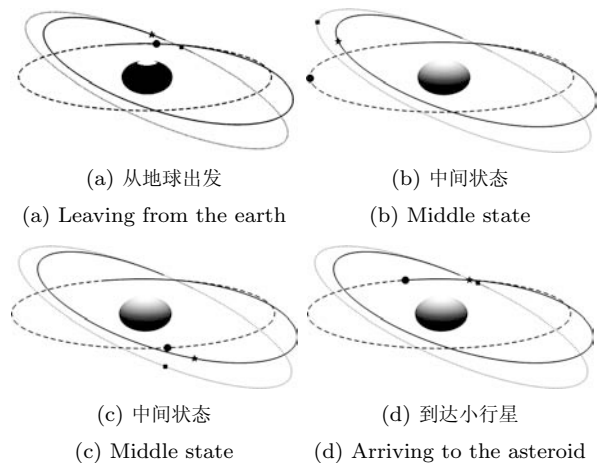 (a) 从地球出发
(a) Leaving from the earth
(b) 中间状态
(b) Middle state
(c) 中间状态
(c) Middle state
(d) 到达小行星
(d) Arriving to the asteroid